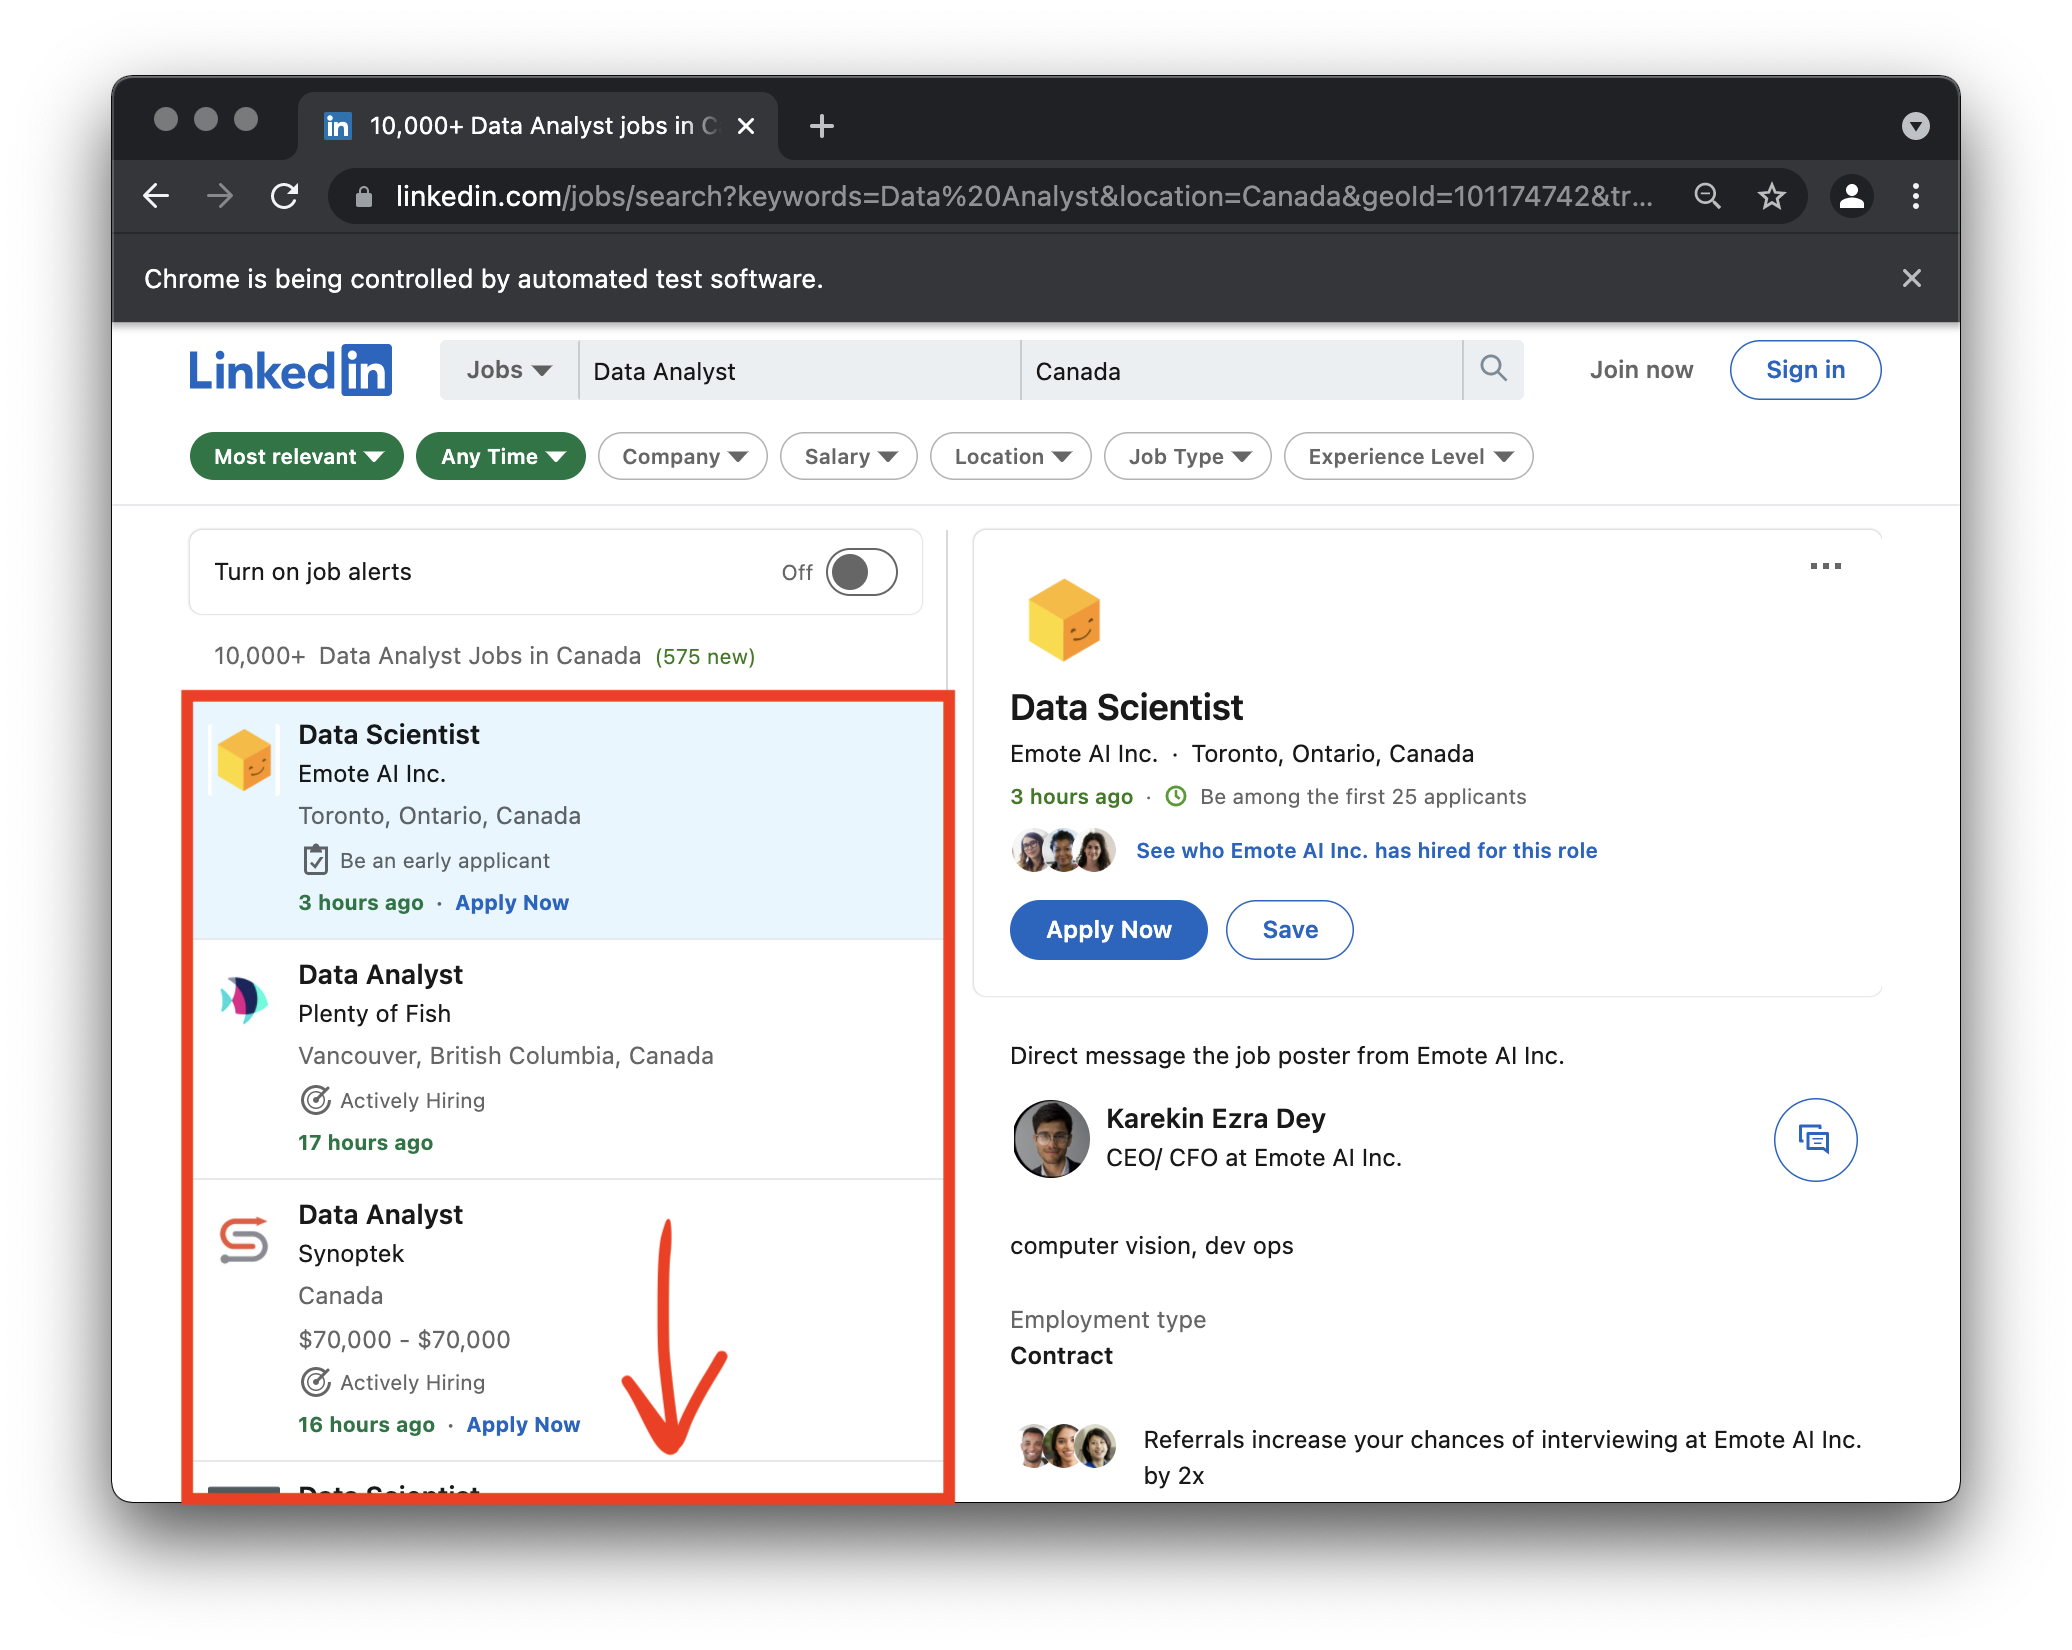 10,000+ Data Analyst jobs in C
linkedin.com/jobs/search?keywords=Data%20Analyst&location=Canada&geoId=101174742&tr...
Chrome is being controlled by automated test software.
Linked in
Jobs
Data Analyst
Canada
Join now
Sign in
Most relevant
Any Time
Company
Salary
Location
Job Type
Experience Level
Turn on job alerts
Off
10,000+ Data Analyst Jobs in Canada (575 new)
Data Scientist
Emote AI Inc.
Toronto, Ontario, Canada
Be an early applicant
3 hours ago · Apply Now
Data Analyst
Plenty of Fish
Vancouver, British Columbia, Canada
Actively Hiring
17 hours ago
Data Analyst
Synoptek
Canada
$70,000 - $70,000
Actively Hiring
16 hours ago · Apply Now
Data Scientist
Data Scientist
Emote AI Inc. · Toronto, Ontario, Canada
3 hours ago · Be among the first 25 applicants
See who Emote AI Inc. has hired for this role
Apply Now
Save
Direct message the job poster from Emote AI Inc.
Karekin Ezra Dey
CEO/ CFO at Emote AI Inc.
computer vision, dev ops
Employment type
Contract
Referrals increase your chances of interviewing at Emote AI Inc.
by 2x